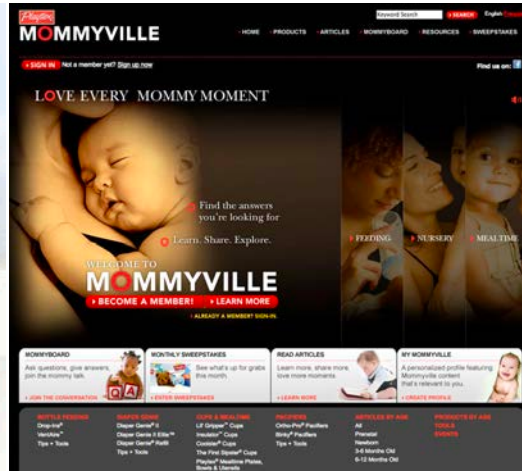 Playtex
MOMMYVILLE
Keyword Search
SEARCH
English
HOME
PRODUCTS
ARTICLES
MOMMYBOARD
RESOURCES
SWEEPSTAKES
SIGN IN Not a member yet? Sign up now
Find us on:
LOVE EVERY MOMMY MOMENT
Find the answers
you're looking for
Learn. Share. Explore.
FEEDING
NURSERY
MEALTIME
WELCOME TO
MOMMYVILLE
BECOME A MEMBER!
LEARN MORE
ALREADY A MEMBER? SIGN-IN.
MOMMYBOARD
Ask questions, give answers,
join the mommy talk.
JOIN THE CONVERSATION
Q A
MONTHLY SWEEPSTAKES
See what's up for grabs
this month.
ENTER SWEEPSTAKES
READ ARTICLES
Learn more, share more,
love more moments.
MY MOMMYVILLE
A personalized profile featuring
Mommyville content
that's relevant to you.
CREATE PROFILE
BOTTLE FEEDING
Drop-Ins®
VentAire™
Tips + Tools
DIAPER GENIE
Diaper Genie® II
Diaper Genie II Elite™
Diaper Genie® Refill
Tips + Tools
CUPS & MEALTIME
Lil' Gripper™ Cups
Insulator™ Cups
Coolster™ Cups
The First Sipster® Cups
Playtex® Mealtime Plates,
Bowls & Utensils
PACIFIERS
Ortho-Pro® Pacifiers
Binky® Pacifiers
Tips + Tools
ARTICLES BY AGE
All
Prenatal
Newborn
3-6 Months Old
6-12 Months Old
PRODUCTS BY AGE
TOOLS
EVENTS